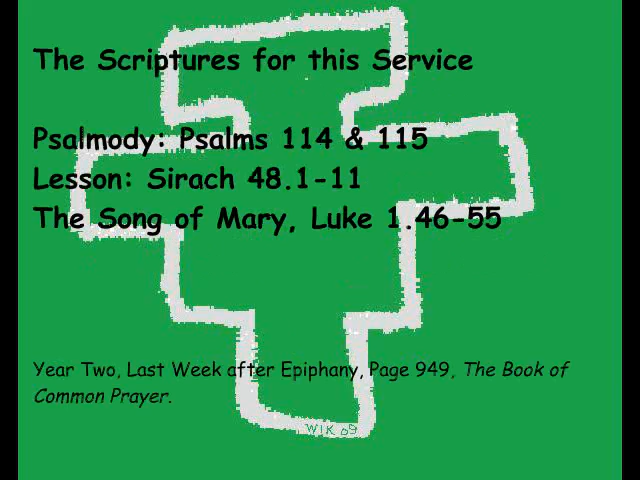 The Scriptures for this Service
Psalmody: Psalms 114 & 115
Lesson: Sirach 48.1-11
The Song of Mary, Luke 1.46-55
Year Two, Last Week after Epiphany, Page 949, The Book of
Common Prayer.
WIK 09